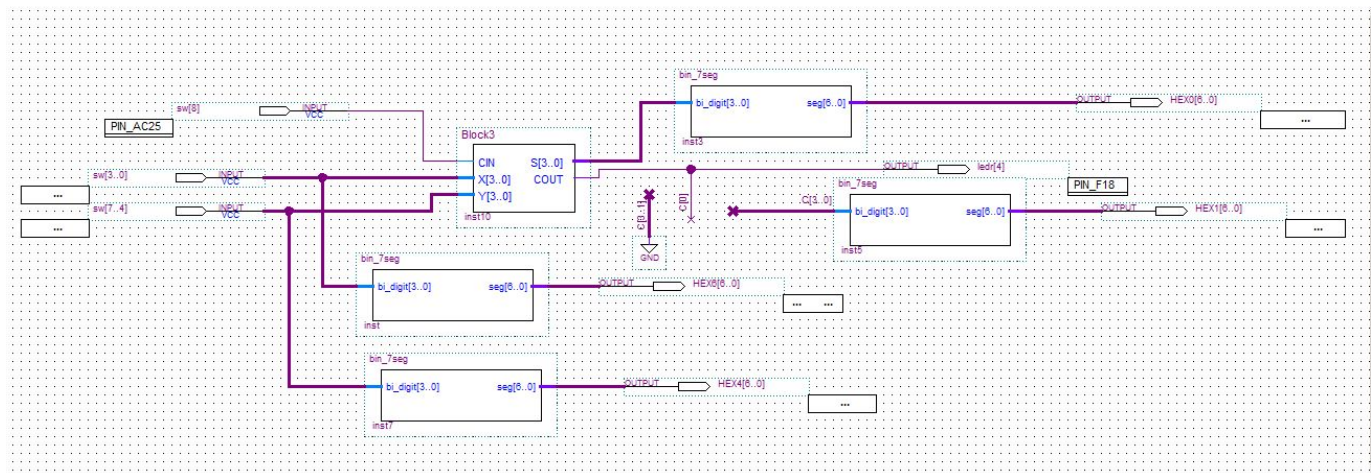 bin_7seg
bi_digit[3..0] seg[6..0]
inst3
OUTPUT HEX0[6..0]
...
sw[8] INPUT
VCC
PIN_AC25
Block3
CIN S[3..0]
X[3..0] COUT
Y[3..0]
inst10
sw[3..0] INPUT
VCC
...
sw[7..4] INPUT
VCC
...
OUTPUT ledr[4]
PIN_F18
C[3..1]
GND
C[0]
bin_7seg
C[3..0]
bi_digit[3..0] seg[6..0]
inst5
OUTPUT HEX1[6..0]
...
bin_7seg
bi_digit[3..0] seg[6..0]
inst
OUTPUT HEX6[6..0]
... ...
bin_7seg
bi_digit[3..0] seg[6..0]
inst7
OUTPUT HEX4[6..0]
...